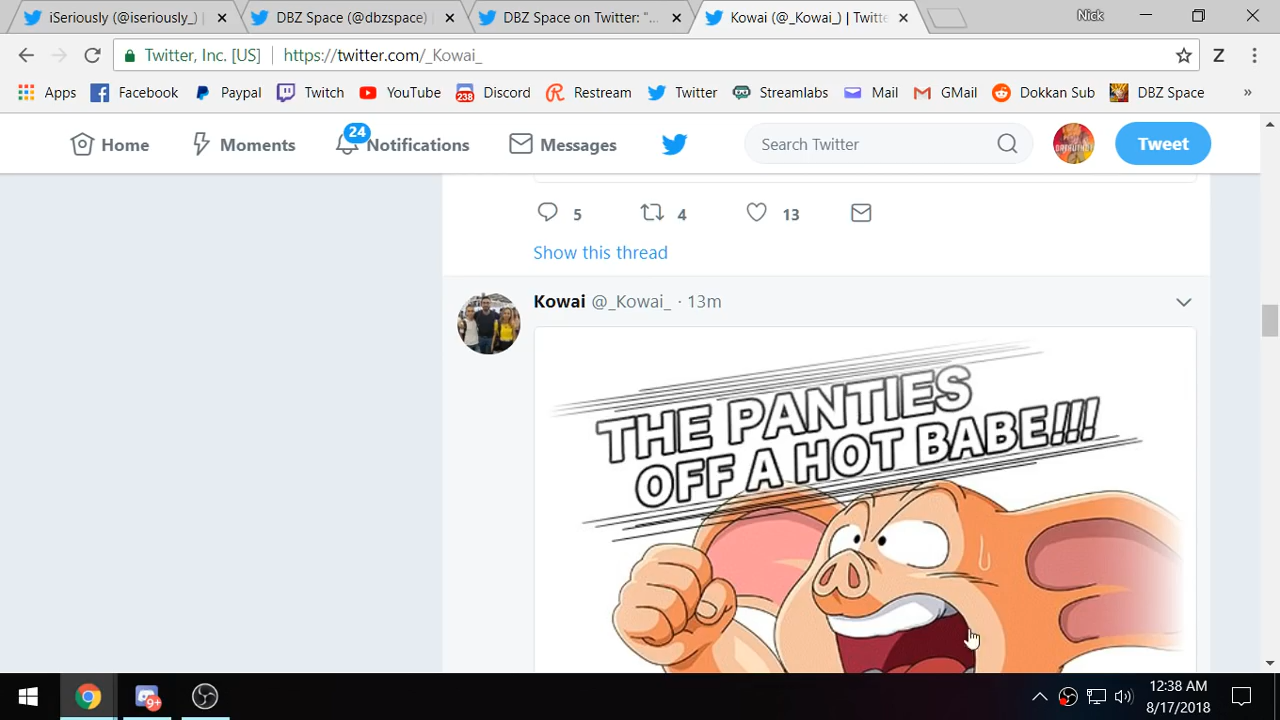 iSeriously (@iseriously_) |
DBZ Space (@dbzspace) |
DBZ Space on Twitter: "...
Kowai (@_Kowai_) | Twitte
Nick
Twitter, Inc. [US]
https://twitter.com/_Kowai_
Z
Apps
Facebook
Paypal
Twitch
YouTube
238
Discord
Restream
Twitter
Streamlabs
Mail
GMail
Dokkan Sub
DBZ Space
»
Home
Moments
24
Notifications
Messages
Search Twitter
Tweet
5
4
13
Show this thread
Kowai @_Kowai_ · 13m
THE PANTIES
OFF A HOT BABE!!!
9+
12:38 AM
8/17/2018